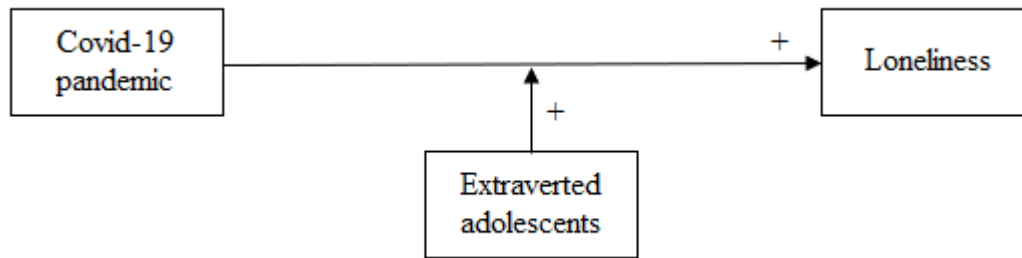 Covid-19
pandemic
+
Loneliness
+
Extraverted
adolescents